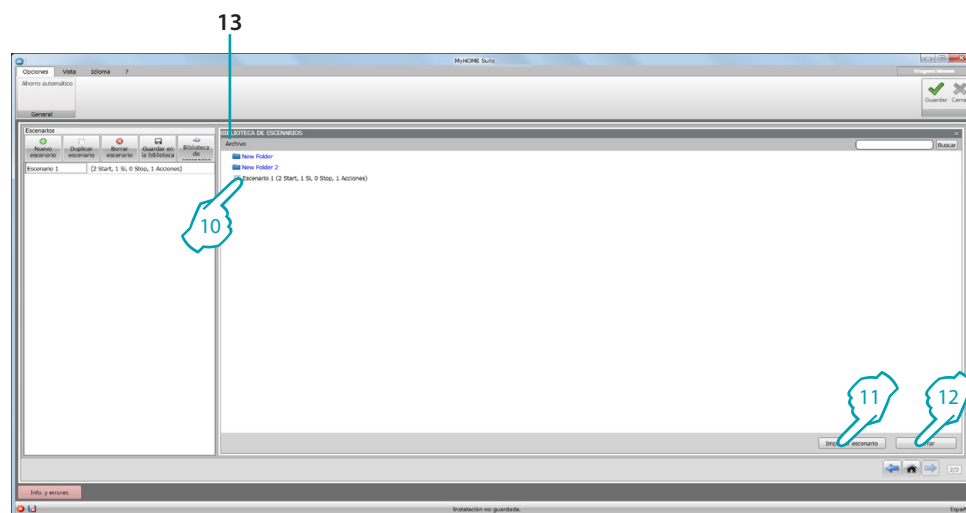 13
MyHOME Suite
Opciones Vista Idioma ?
Ahorro automático
Guardar
General
Escenarios
Nuevo escenario
Duplicar escenario
Borrar escenario
Guardar en la biblioteca
Biblioteca de
Escenario 1 (2 Start, 1 Si, 0 Stop, 1 Acciones)
BIBLIOTECA DE ESCENARIOS
Archivo
Buscar
New Folder
New Folder 2
Escenario 1 (2 Start, 1 Si, 0 Stop, 1 Acciones)
10
11
12
escenario
2/2
Info. y errores
Instalación no guardada.